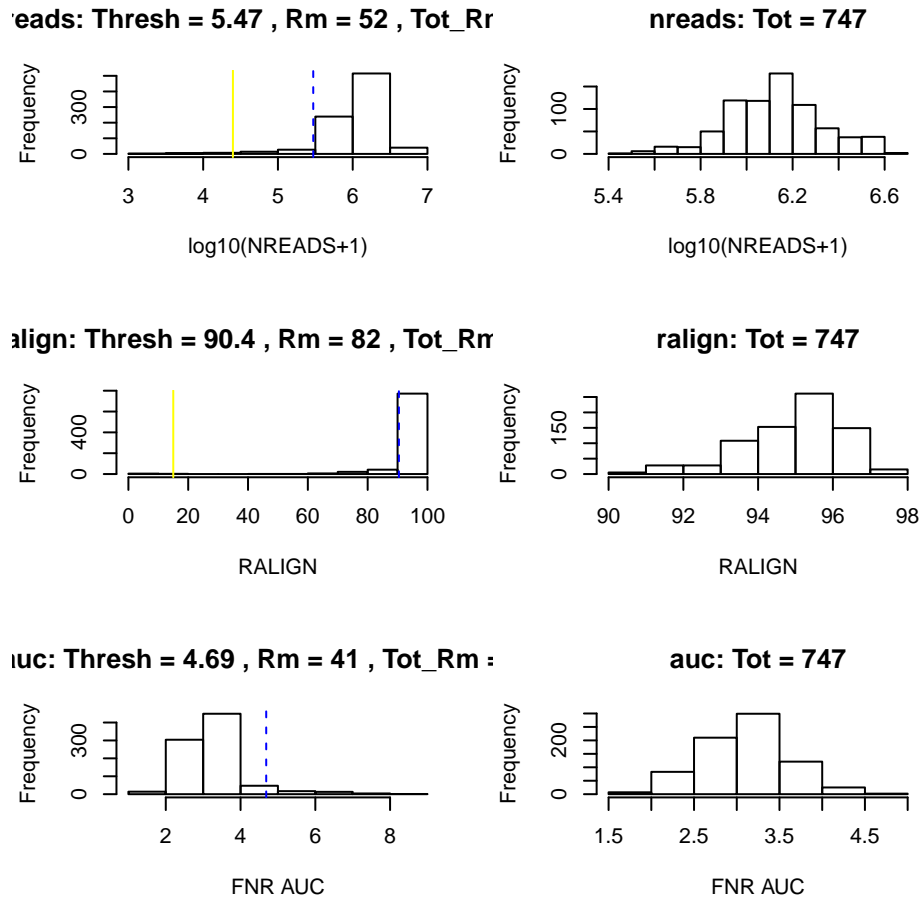 reads: Thresh = 5.47 , Rm = 52 , Tot_Rn
Frequency
0 300
3 4 5 6 7
log10(NREADS+1)
nreads: Tot = 747
Frequency
0 100
5.4 5.8 6.2 6.6
log10(NREADS+1)
align: Thresh = 90.4 , Rm = 82 , Tot_Rm
Frequency
0 400
0 20 40 60 80 100
RALIGN
ralign: Tot = 747
Frequency
0 150
90 92 94 96 98
RALIGN
auc: Thresh = 4.69 , Rm = 41 , Tot_Rm =
Frequency
0 300
2 4 6 8
FNR AUC
auc: Tot = 747
Frequency
0 200
1.5 2.5 3.5 4.5
FNR AUC